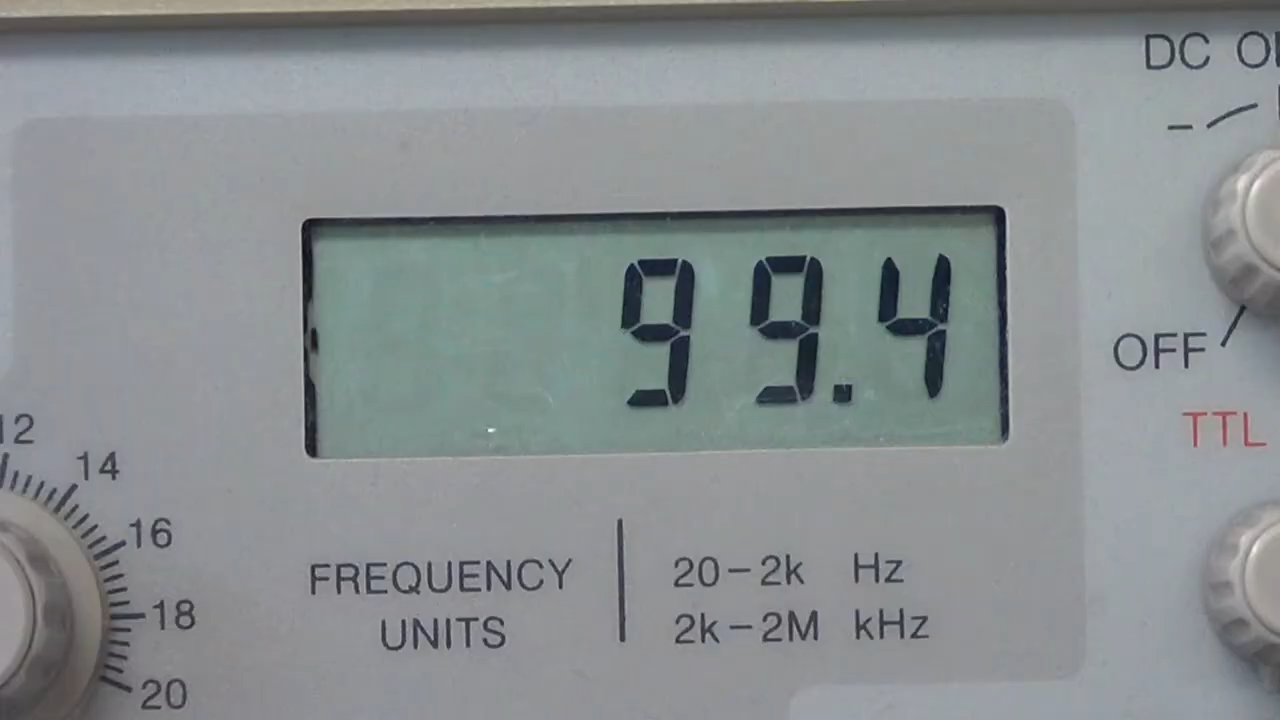 DC
99.4
OFF
TTL
12
14
16
18
20
FREQUENCY UNITS
20-2k Hz
2k-2M kHz